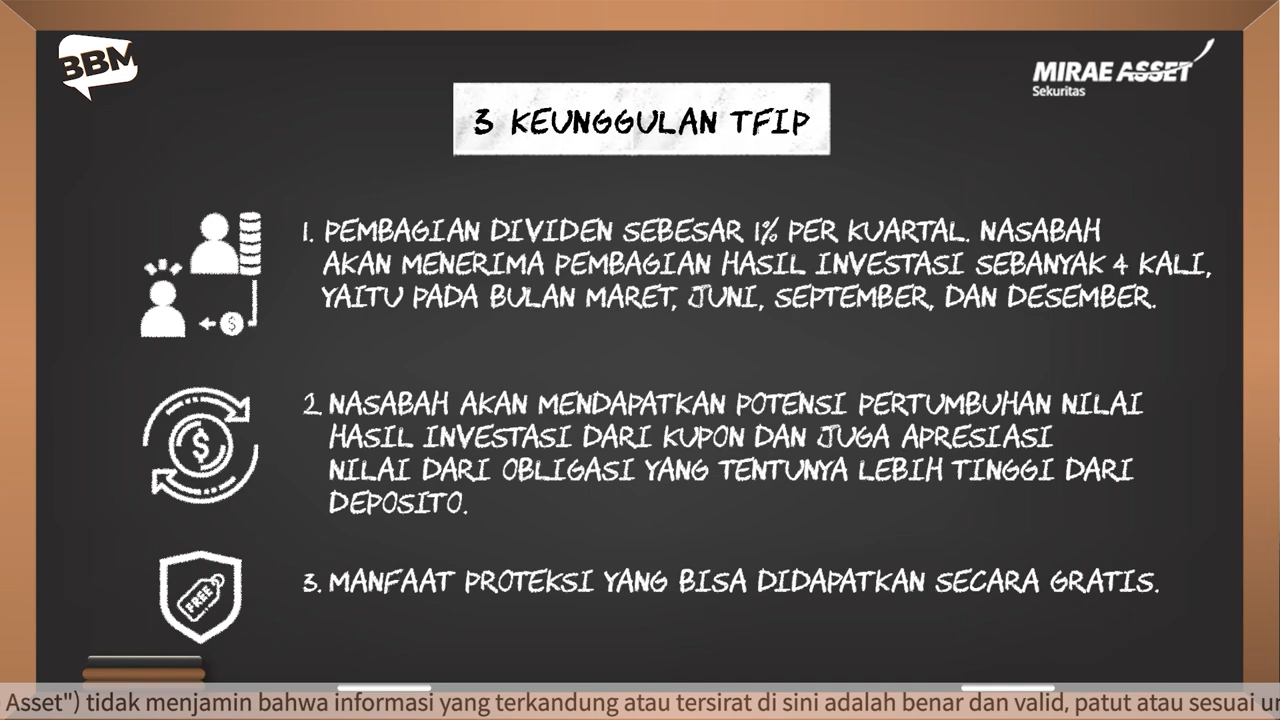 BBM
MIRAE ASSET
Sekuritas
3 KEUNGGULAN TFIP
1. PEMBAGIAN DIVIDEN SEBESAR 1% PER KUARTAL. NASABAH
AKAN MENERIMA PEMBAGIAN HASIL INVESTASI SEBANYAK 4 KALI,
YAITU PADA BULAN MARET, JUNI, SEPTEMBER, DAN DESEMBER.
2. NASABAH AKAN MENDAPATKAN POTENSI PERTUMBUHAN NILAI
HASIL INVESTASI DARI KUPON DAN JUGA APRESIASI
NILAI DARI OBLIGASI YANG TENTUNYA LEBIH TINGGI DARI
DEPOSITO.
FREE
3. MANFAAT PROTEKSI YANG BISA DIDAPATKAN SECARA GRATIS.
Asset") tidak menjamin bahwa informasi yang terkandung atau tersirat di sini adalah benar dan valid, patut atau sesuai